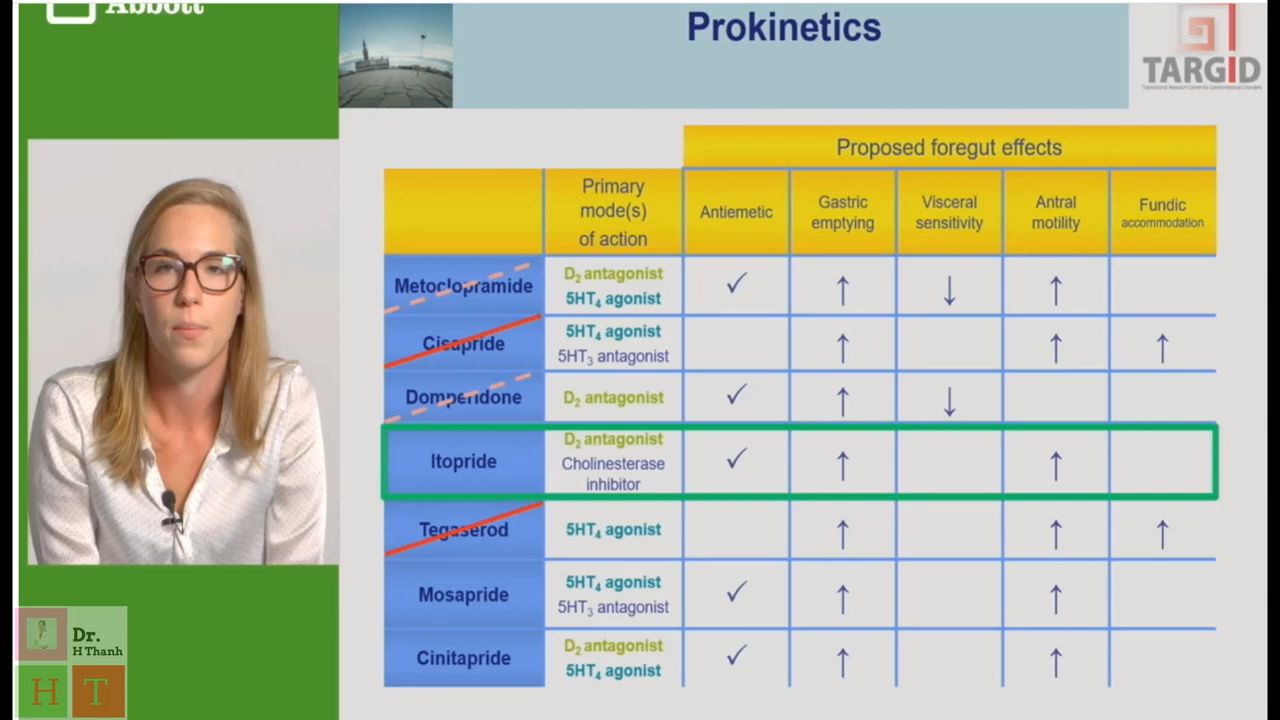 Abbott
Prokinetics
TARGID
Proposed foregut effects
Primary
mode(s)
of action
Antiemetic
Gastric
emptying
Visceral
sensitivity
Antral
motility
Fundic
accommodation
Metoclopramide
D₂ antagonist
5HT₄ agonist
✓ ↑ ↓ ↑
Cisapride
5HT₄ agonist
5HT₃ antagonist
↑ ↑ ↑
Domperidone
D₂ antagonist
✓ ↑ ↓
Itopride
D₂ antagonist
Cholinesterase
inhibitor
✓ ↑ ↑
Tegaserod
5HT₄ agonist
↑ ↑ ↑
Mosapride
5HT₄ agonist
5HT₃ antagonist
✓ ↑ ↑
Cinitapride
D₂ antagonist
5HT₄ agonist
✓ ↑ ↑
Dr.
H Thanh
H T